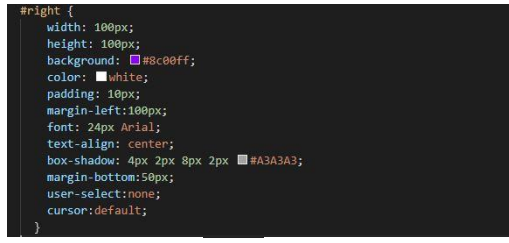 #right {
width: 100px;
height: 100px;
background: #8c00ff;
color: white;
padding: 10px;
margin-left:100px;
font: 24px Arial;
text-align: center;
box-shadow: 4px 2px 8px 2px #A3A3A3;
margin-bottom:50px;
user-select:none;
cursor:default;
}